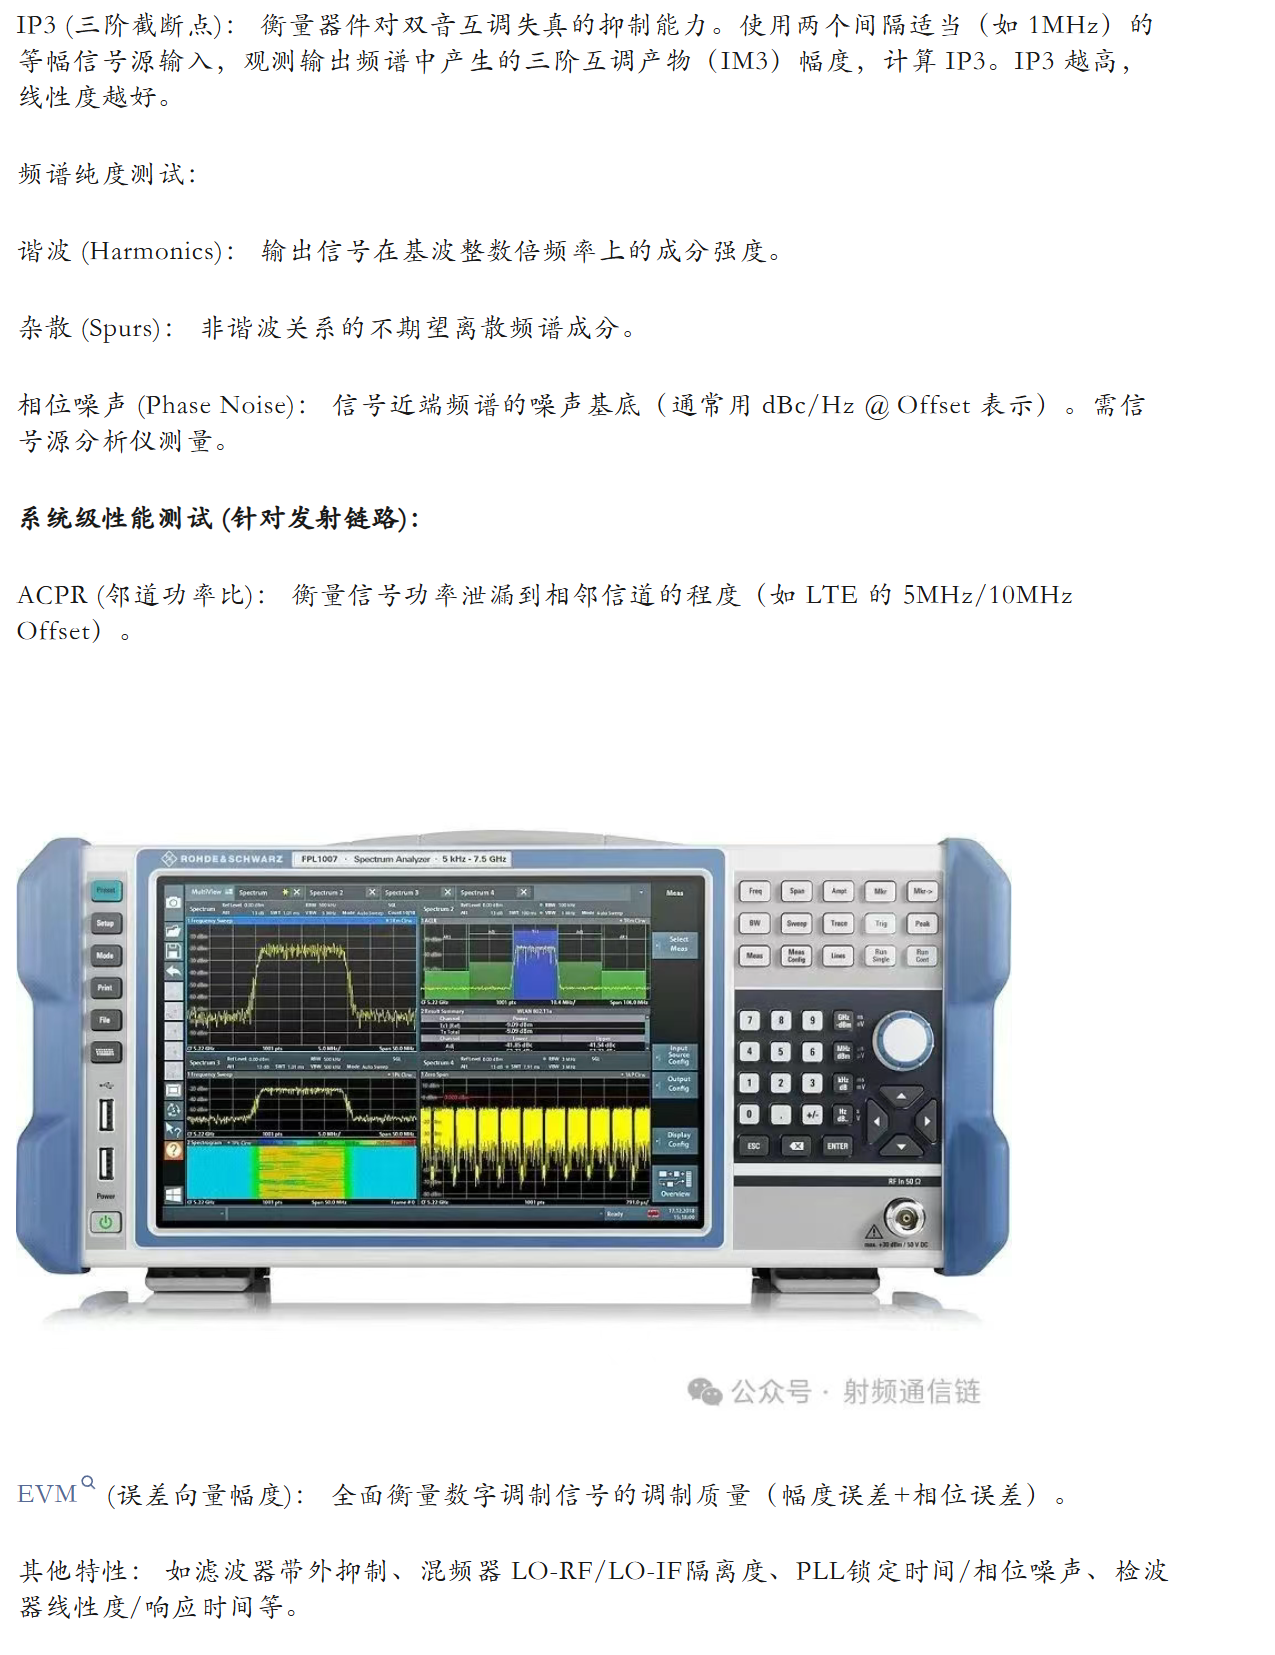 IP3 (三阶截断点)： 衡量器件对双音互调失真的抑制能力。使用两个间隔适当（如 1MHz）的
等幅信号源输入，观测输出频谱中产生的三阶互调产物（IM3）幅度，计算 IP3。IP3 越高，
线性度越好。
频谱纯度测试：
谐波 (Harmonics)： 输出信号在基波整数倍频率上的成分强度。
杂散 (Spurs)： 非谐波关系的不期望离散频谱成分。
相位噪声 (Phase Noise)： 信号近端频谱的噪声基底（通常用 dBc/Hz @ Offset 表示）。需信
号源分析仪测量。
系统级性能测试 (针对发射链路)：
ACPR (邻道功率比)： 衡量信号功率泄漏到相邻信道的程度（如 LTE 的 5MHz/10MHz
Offset）。
ROHDE&SCHWARZ FPL1007 · Spectrum Analyzer · 5 kHz - 7.5 GHz
MultiView Spectrum Spectrum 2 Spectrum 3 Spectrum 4 Meas
Preset
Setup
Mode
Print
File
Power
Select
Meas
Input
Source
Config
Output
Config
Display
Config
Overview
Freq Span Ampt Mkr Mkr->
BW Sweep Trace Trig Peak
Meas Meas Config Lines Run Single Run Cont
7 8 9 GHz -dBm
4 5 6 MHz dBm
1 2 3 kHz dB
0 . +/- Hz dB..
ESC ENTER
RF In 50 Ω
公众号 · 射频通信链
EVM (误差向量幅度)： 全面衡量数字调制信号的调制质量（幅度误差+相位误差）。
其他特性： 如滤波器带外抑制、混频器 LO-RF/LO-IF隔离度、PLL锁定时间/相位噪声、检波
器线性度/响应时间等。